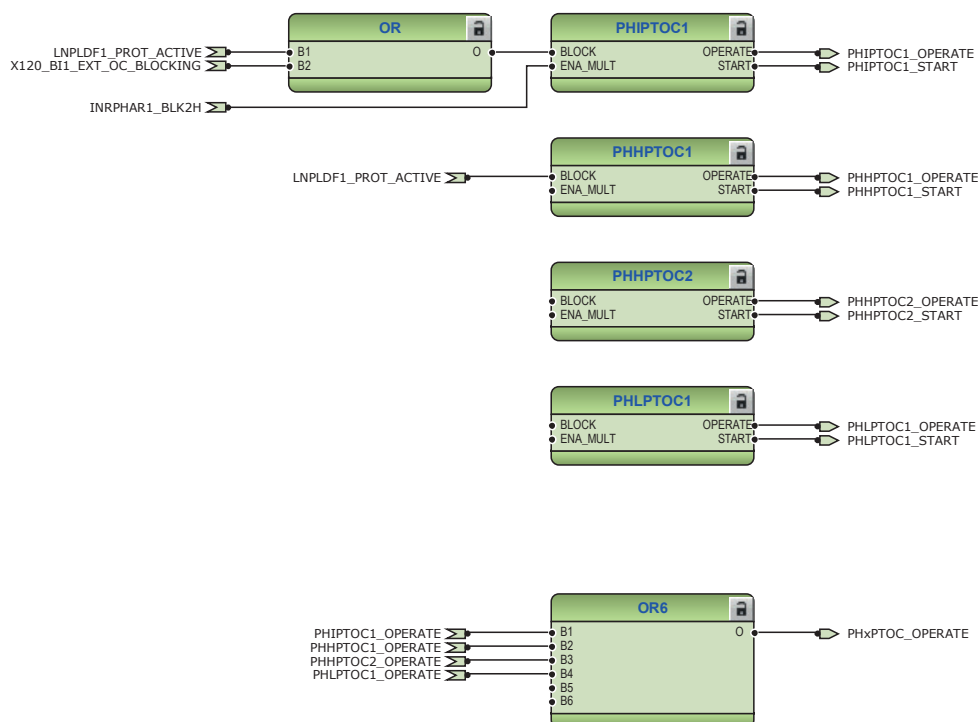 OR
PHIPTOC1
LNPLDF1_PROT_ACTIVE B1 O BLOCK OPERATE PHIPTOC1_OPERATE
X120_BI1_EXT_OC_BLOCKING B2 ENA_MULT START PHIPTOC1_START
INRPHAR1_BLK2H
PHHPTOC1
LNPLDF1_PROT_ACTIVE BLOCK OPERATE PHHPTOC1_OPERATE
ENA_MULT START PHHPTOC1_START
PHHPTOC2
BLOCK OPERATE PHHPTOC2_OPERATE
ENA_MULT START PHHPTOC2_START
PHLPTOC1
BLOCK OPERATE PHLPTOC1_OPERATE
ENA_MULT START PHLPTOC1_START
OR6
PHIPTOC1_OPERATE B1 O PHxPTOC_OPERATE
PHHPTOC1_OPERATE B2
PHHPTOC2_OPERATE B3
PHLPTOC1_OPERATE B4
B5
B6